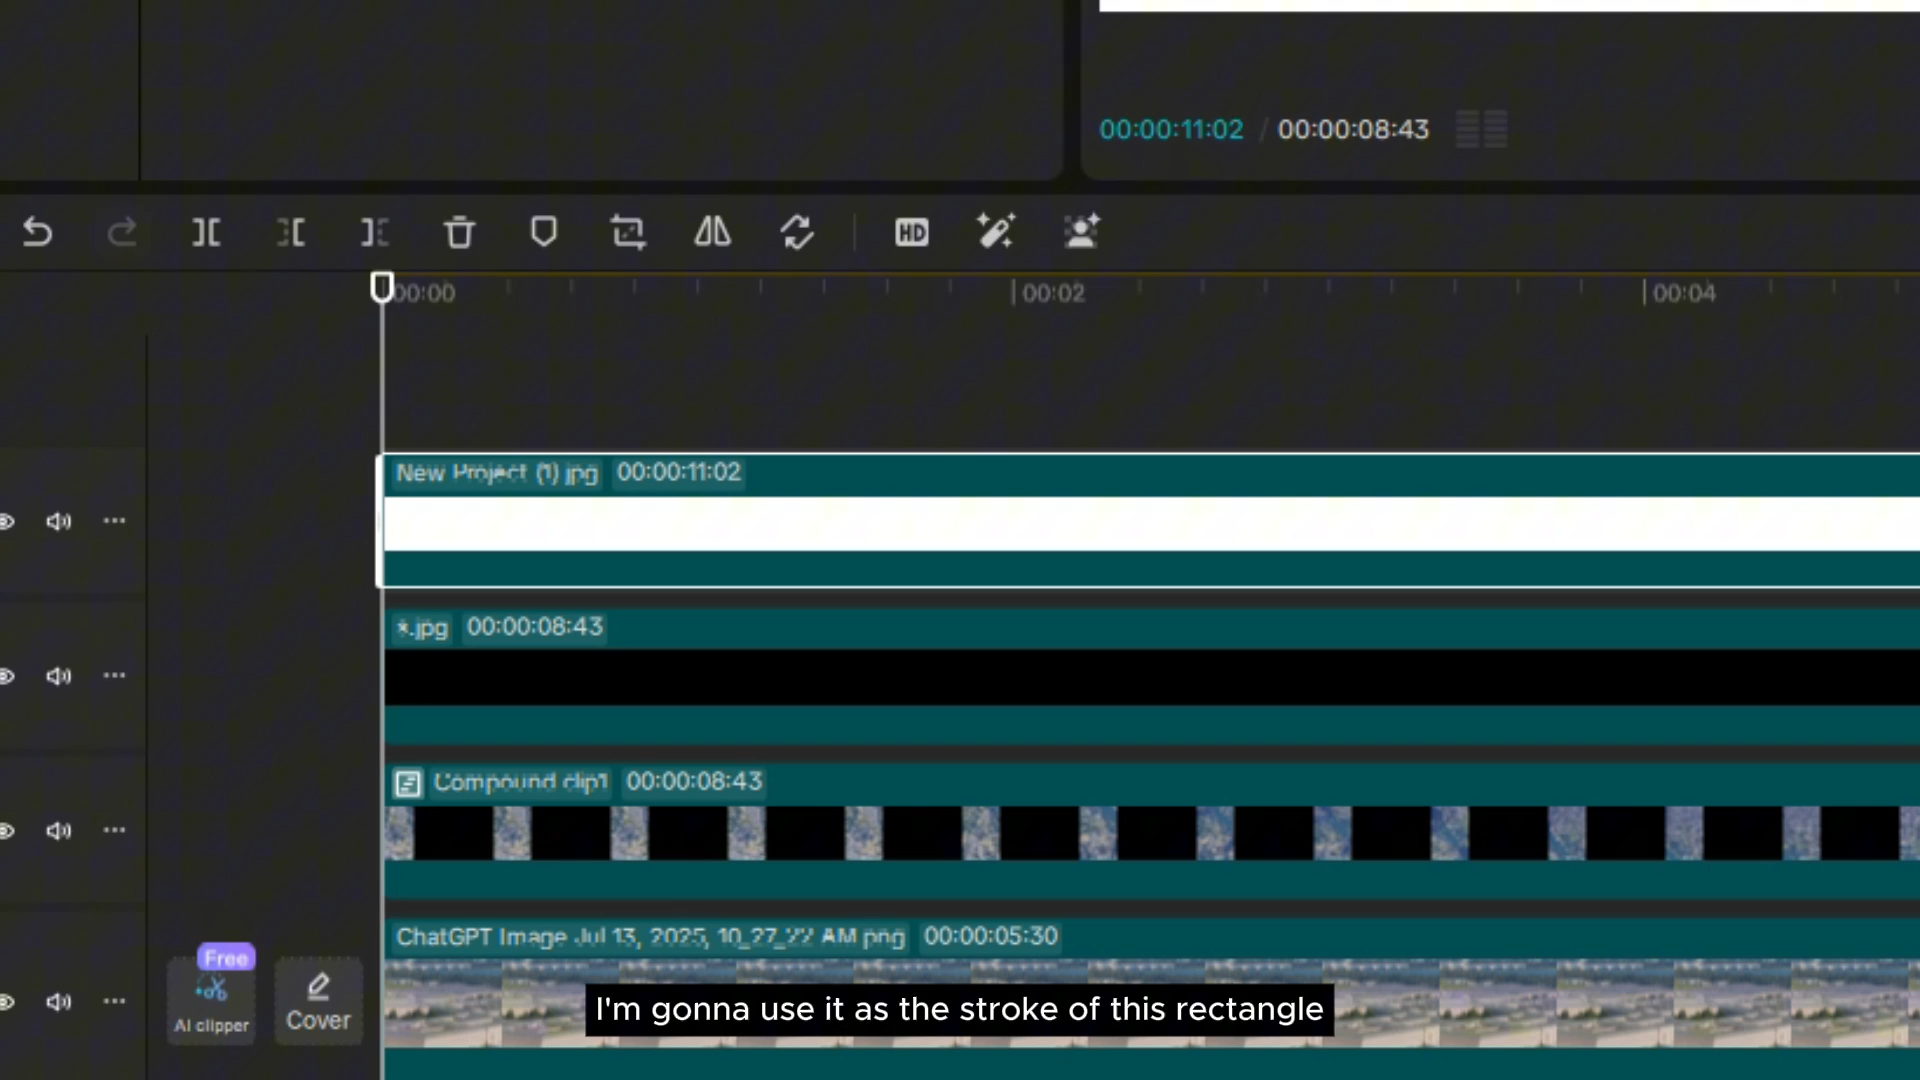 00:00:11:02 / 00:00:08:43
HD
00:00 00:02 00:04
New Project (1).jpg 00:00:11:02
.jpg 00:00:08:43
Compound clip1 00:00:08:43
ChatGPT Image Jul 13, 2025, 10_27_22 AM.png 00:00:05:30
Free
AI clipper
Cover
I'm gonna use it as the stroke of this rectangle